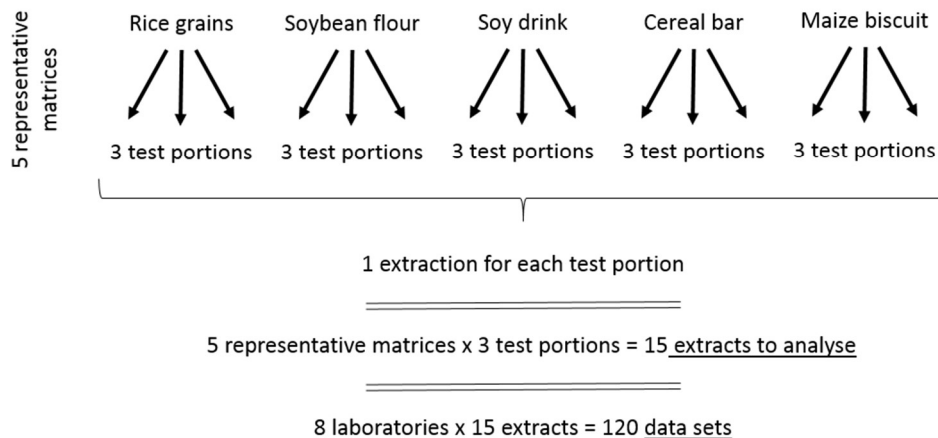 5 representative
matrices
Rice grains Soybean flour Soy drink Cereal bar Maize biscuit
3 test portions 3 test portions 3 test portions 3 test portions 3 test portions
1 extraction for each test portion
5 representative matrices x 3 test portions = 15 extracts to analyse
8 laboratories x 15 extracts = 120 data sets